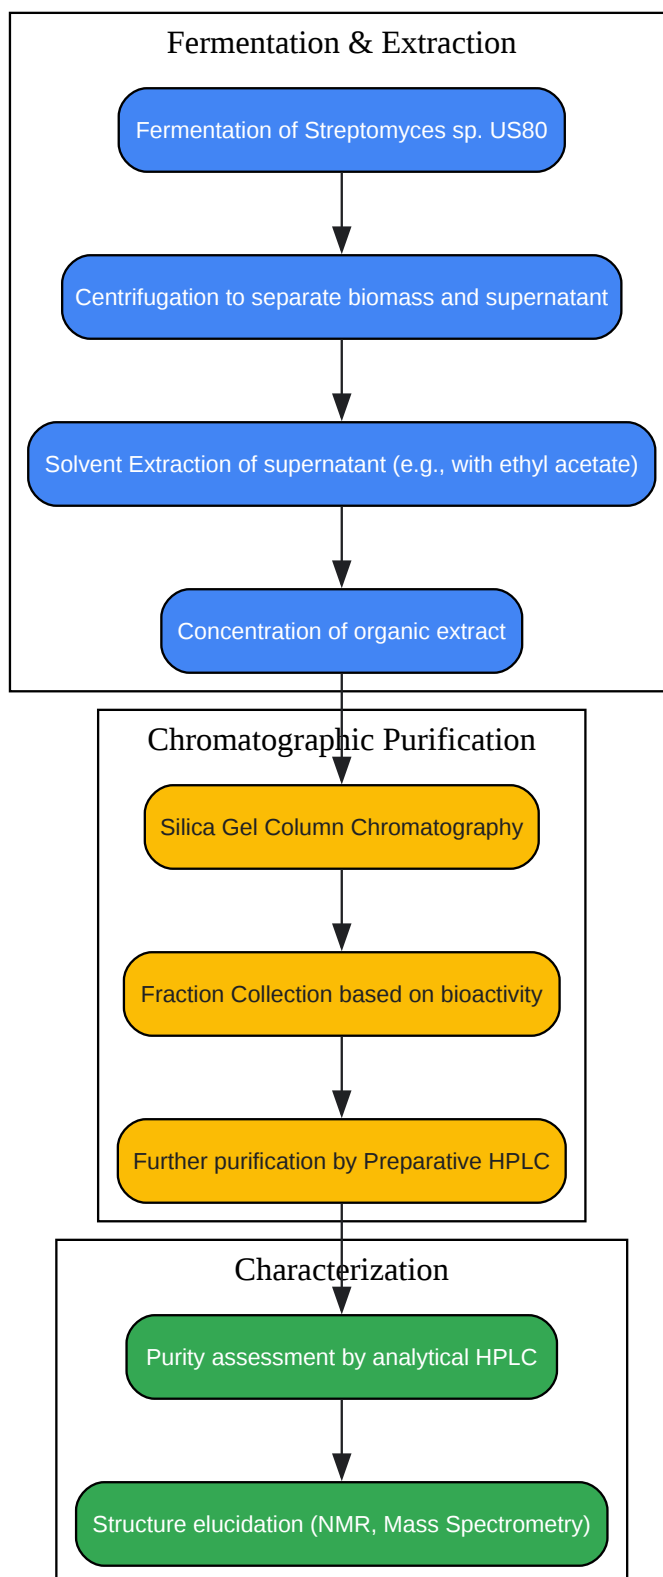 Fermentation & Extraction
Fermentation of Streptomyces sp. US80
Centrifugation to separate biomass and supernatant
Solvent Extraction of supernatant (e.g., with ethyl acetate)
Concentration of organic extract
Chromatographic Purification
Silica Gel Column Chromatography
Fraction Collection based on bioactivity
Further purification by Preparative HPLC
Characterization
Purity assessment by analytical HPLC
Structure elucidation (NMR, Mass Spectrometry)